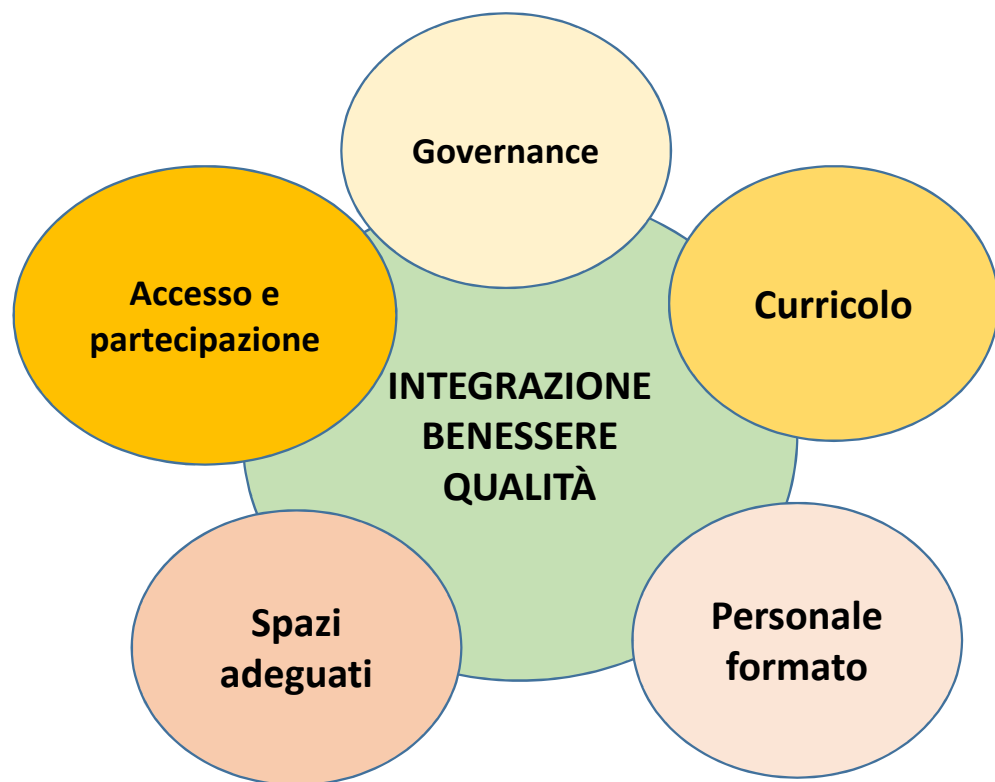 Governance
Accesso e
partecipazione
Curricolo
INTEGRAZIONE
BENESSERE
QUALITÀ
Spazi
adeguati
Personale
formato